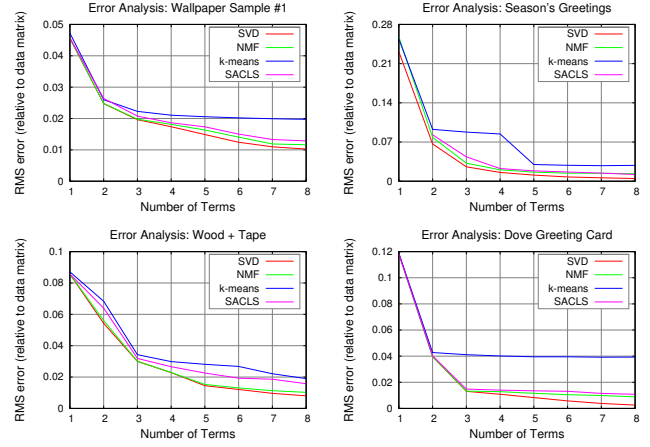 Error Analysis: Wallpaper Sample #1
RMS error (relative to data matrix)
0.05
0.04
0.03
0.02
0.01
0
1 2 3 4 5 6 7 8
Number of Terms
SVD
NMF
k-means
SACLS
Error Analysis: Season's Greetings
RMS error (relative to data matrix)
0.28
0.21
0.14
0.07
0
1 2 3 4 5 6 7 8
Number of Terms
SVD
NMF
k-means
SACLS
Error Analysis: Wood + Tape
RMS error (relative to data matrix)
0.1
0.08
0.06
0.04
0.02
0
1 2 3 4 5 6 7 8
Number of Terms
SVD
NMF
k-means
SACLS
Error Analysis: Dove Greeting Card
RMS error (relative to data matrix)
0.12
0.1
0.08
0.06
0.04
0.02
0
1 2 3 4 5 6 7 8
Number of Terms
SVD
NMF
k-means
SACLS